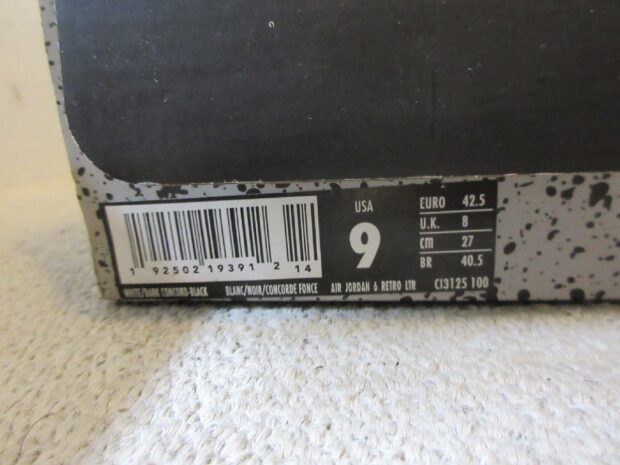 USA
9
EURO 42.5
U.K. 8
cm 27
BR 40.5
1 92502 19391 2 14
WHITE/DARK CONCORD-BLACK BLANC/NOIR/CONCORDE FONCE AIR JORDAN 6 RETRO LTR CI3125 100